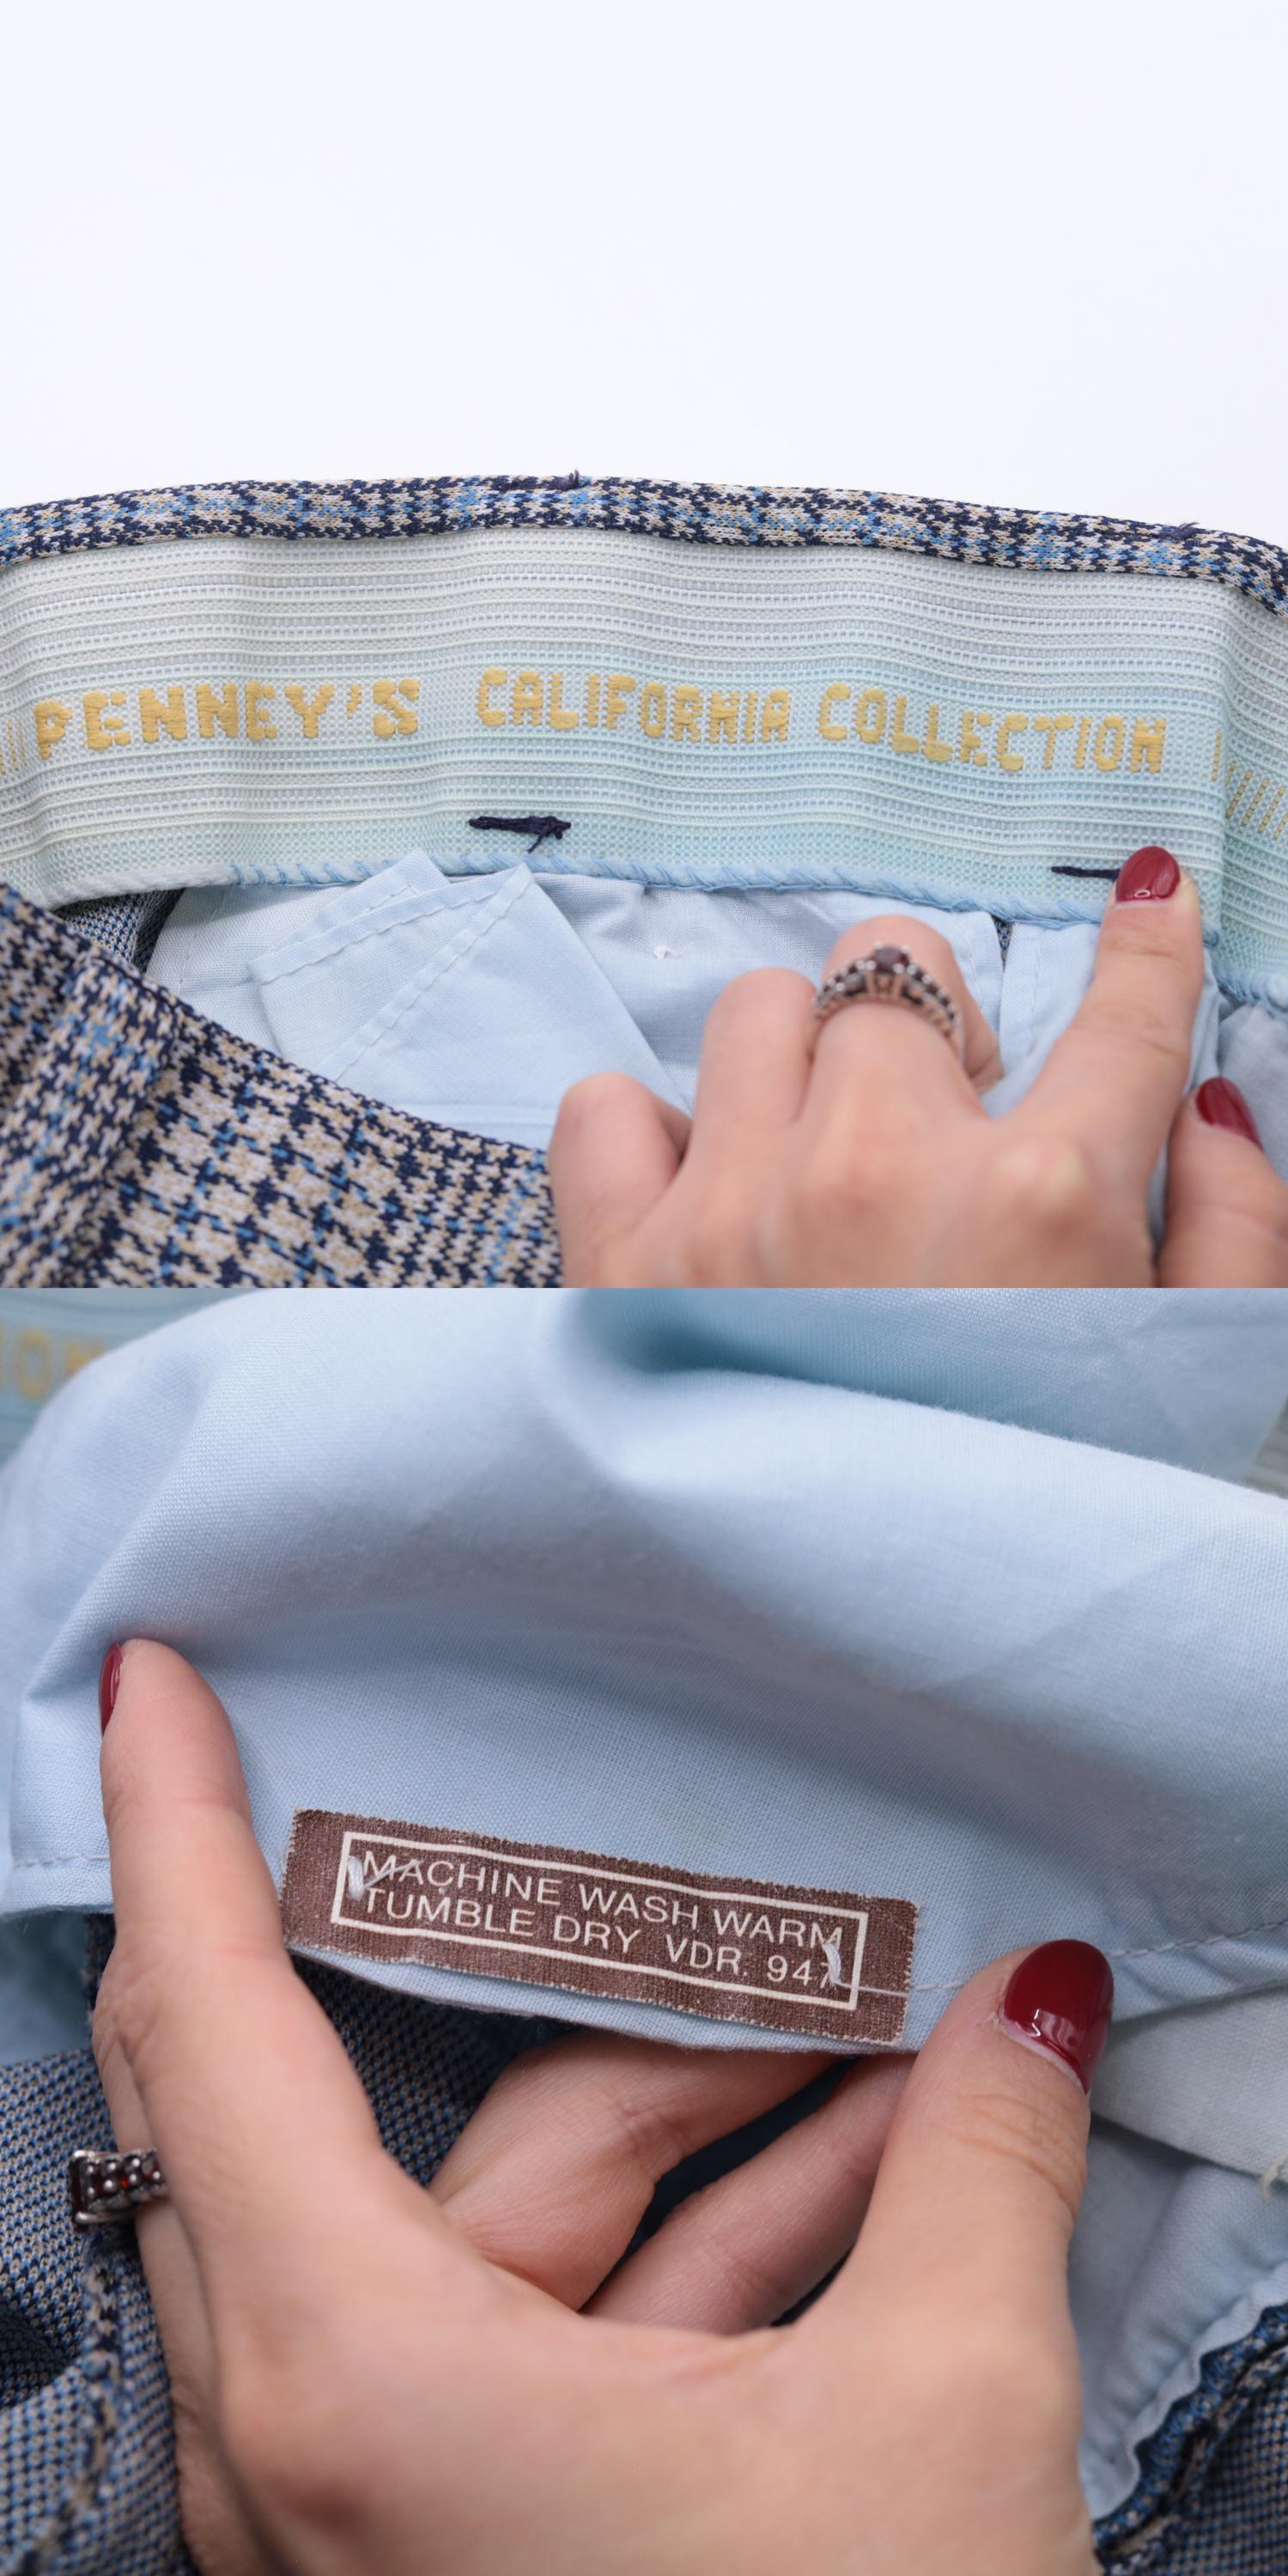 PENNEY'S CALIFORNIA COLLECTION
MACHINE WASH WARM
TUMBLE DRY VDR. 947